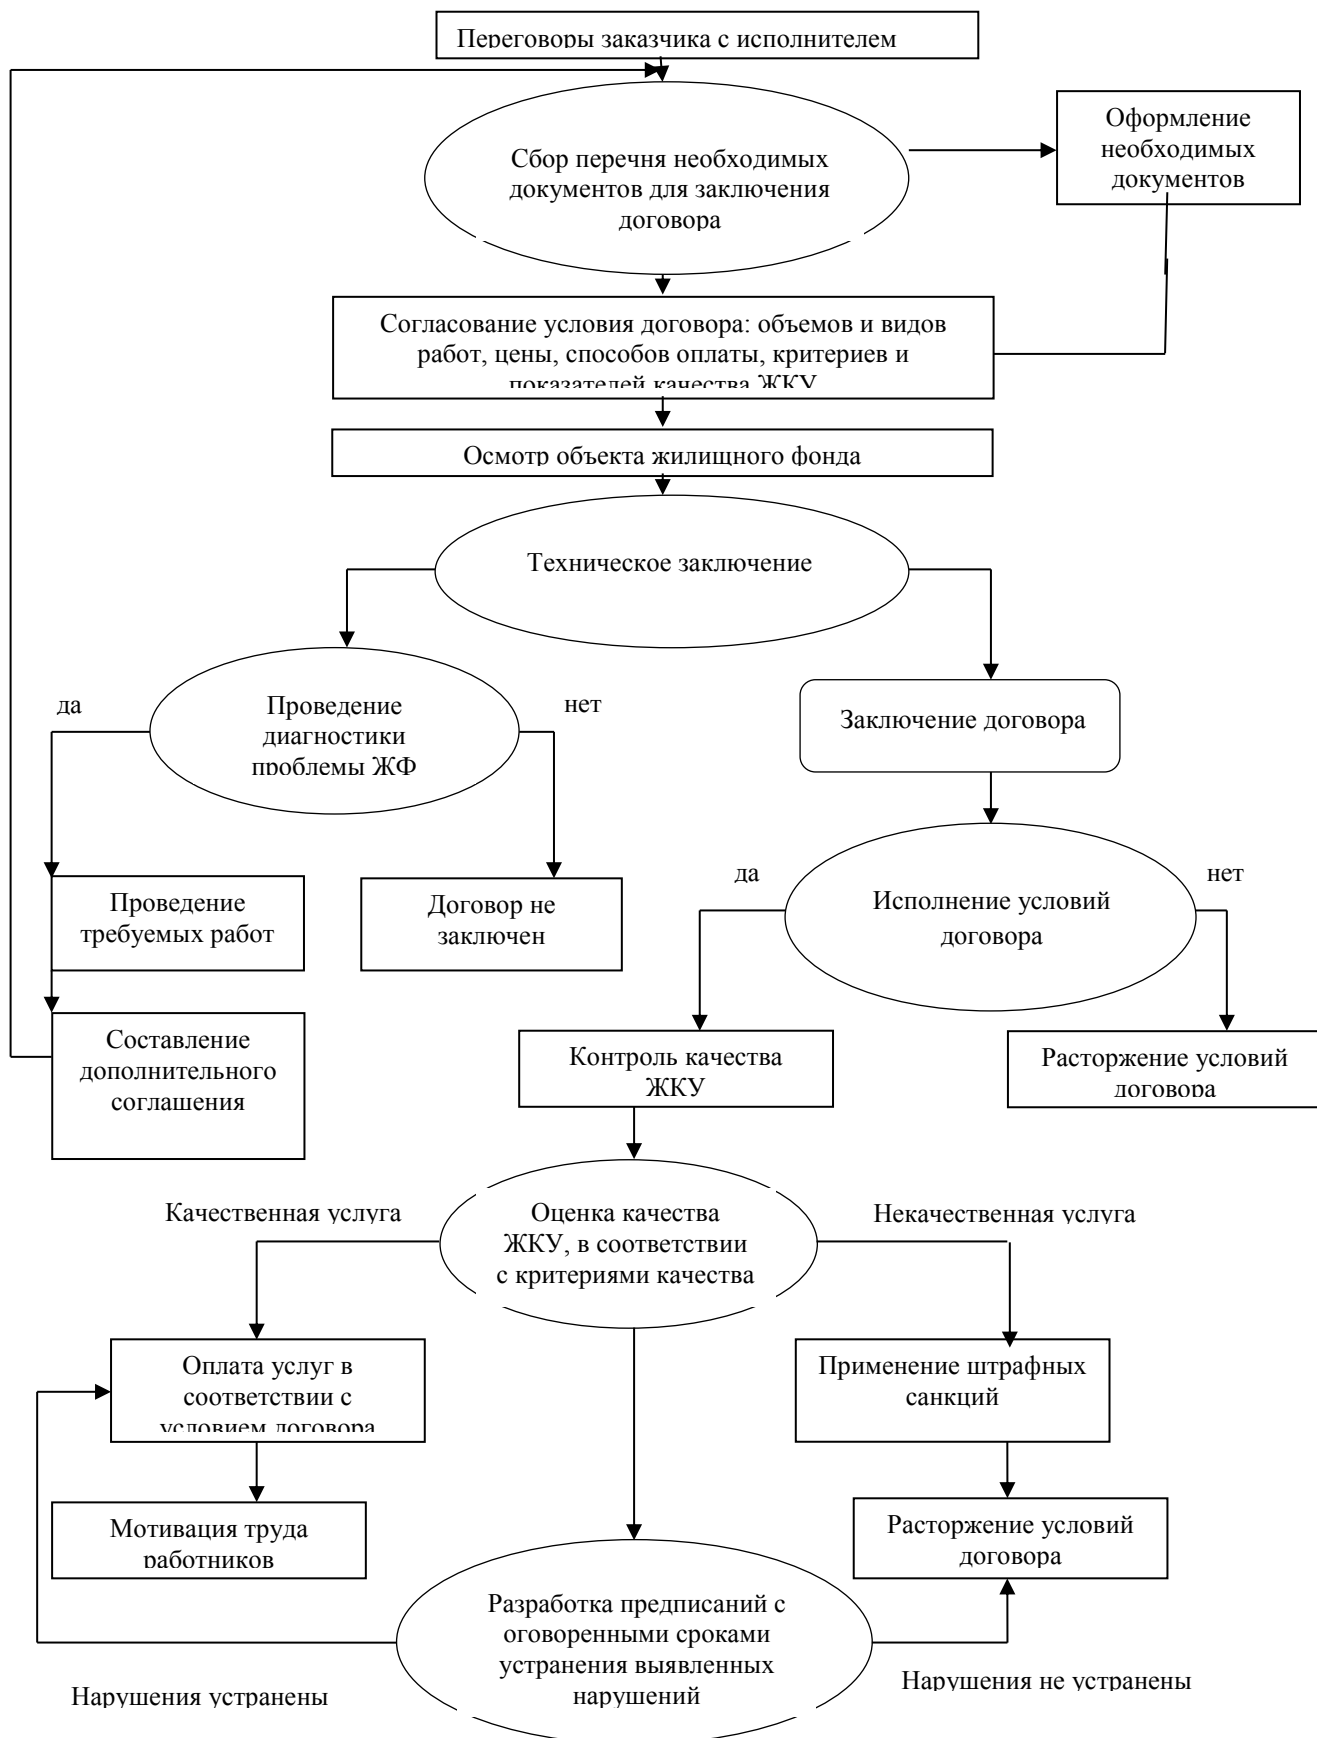 Переговоры заказчика с исполнителем
Оформление
необходимых
документов
Сбор перечня необходимых
документов для заключения
договора
Согласование условия договора: объемов и видов
работ, цены, способов оплаты, критериев и
показателей качества ЖКУ
Осмотр объекта жилищного фонда
Техническое заключение
да
Проведение
диагностики
проблемы ЖФ
нет
Заключение договора
Проведение
требуемых работ
Договор не
заключен
да
Исполнение условий
договора
нет
Составление
дополнительного
соглашения
Контроль качества
ЖКУ
Расторжение условий
договора
Качественная услуга
Оценка качества
ЖКУ, в соответствии
с критериями качества
Некачественная услуга
Оплата услуг в
соответствии с
условием договора
Применение штрафных
санкций
Мотивация труда
работников
Расторжение условий
договора
Разработка предписаний с
оговоренными сроками
устранения выявленных
нарушений
Нарушения устранены
Нарушения не устранены